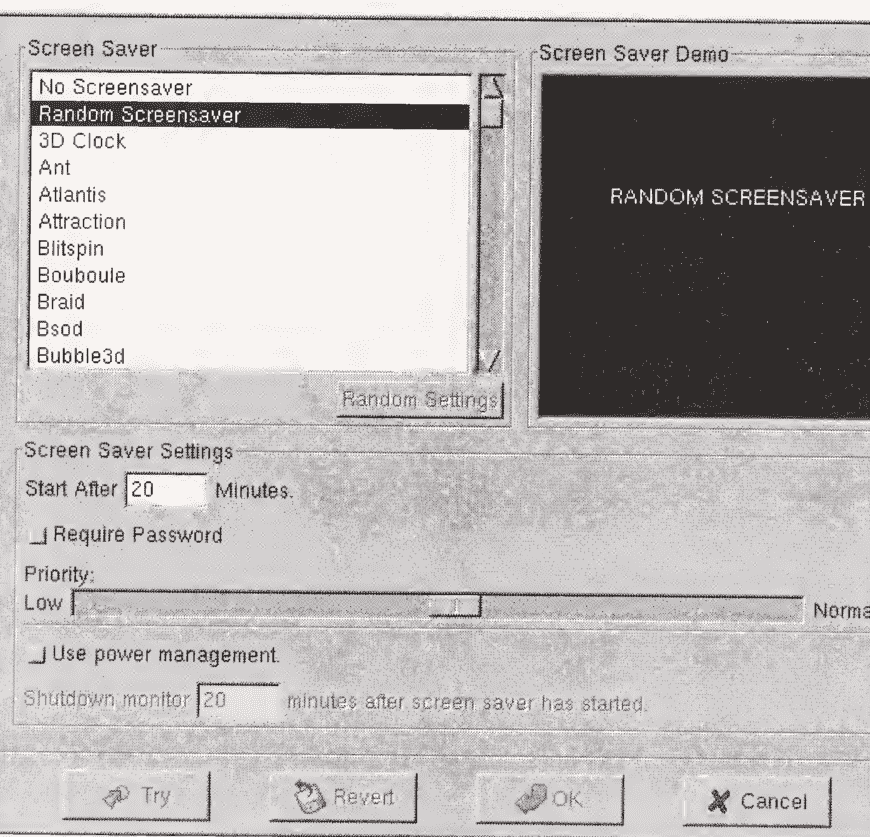 Screen Saver
No Screensaver
Random Screensaver
3D Clock
Ant
Atlantis
Attraction
Blitspin
Bouboule
Braid
Bsod
Bubble3d
Random Settings
Screen Saver Demo
RANDOM SCREENSAVER
Screen Saver Settings
Start After 20 Minutes.
Require Password
Priority:
Low Norma
Use power management.
Shutdown monitor 20 minutes after screen saver has started.
Try Revert OK Cancel